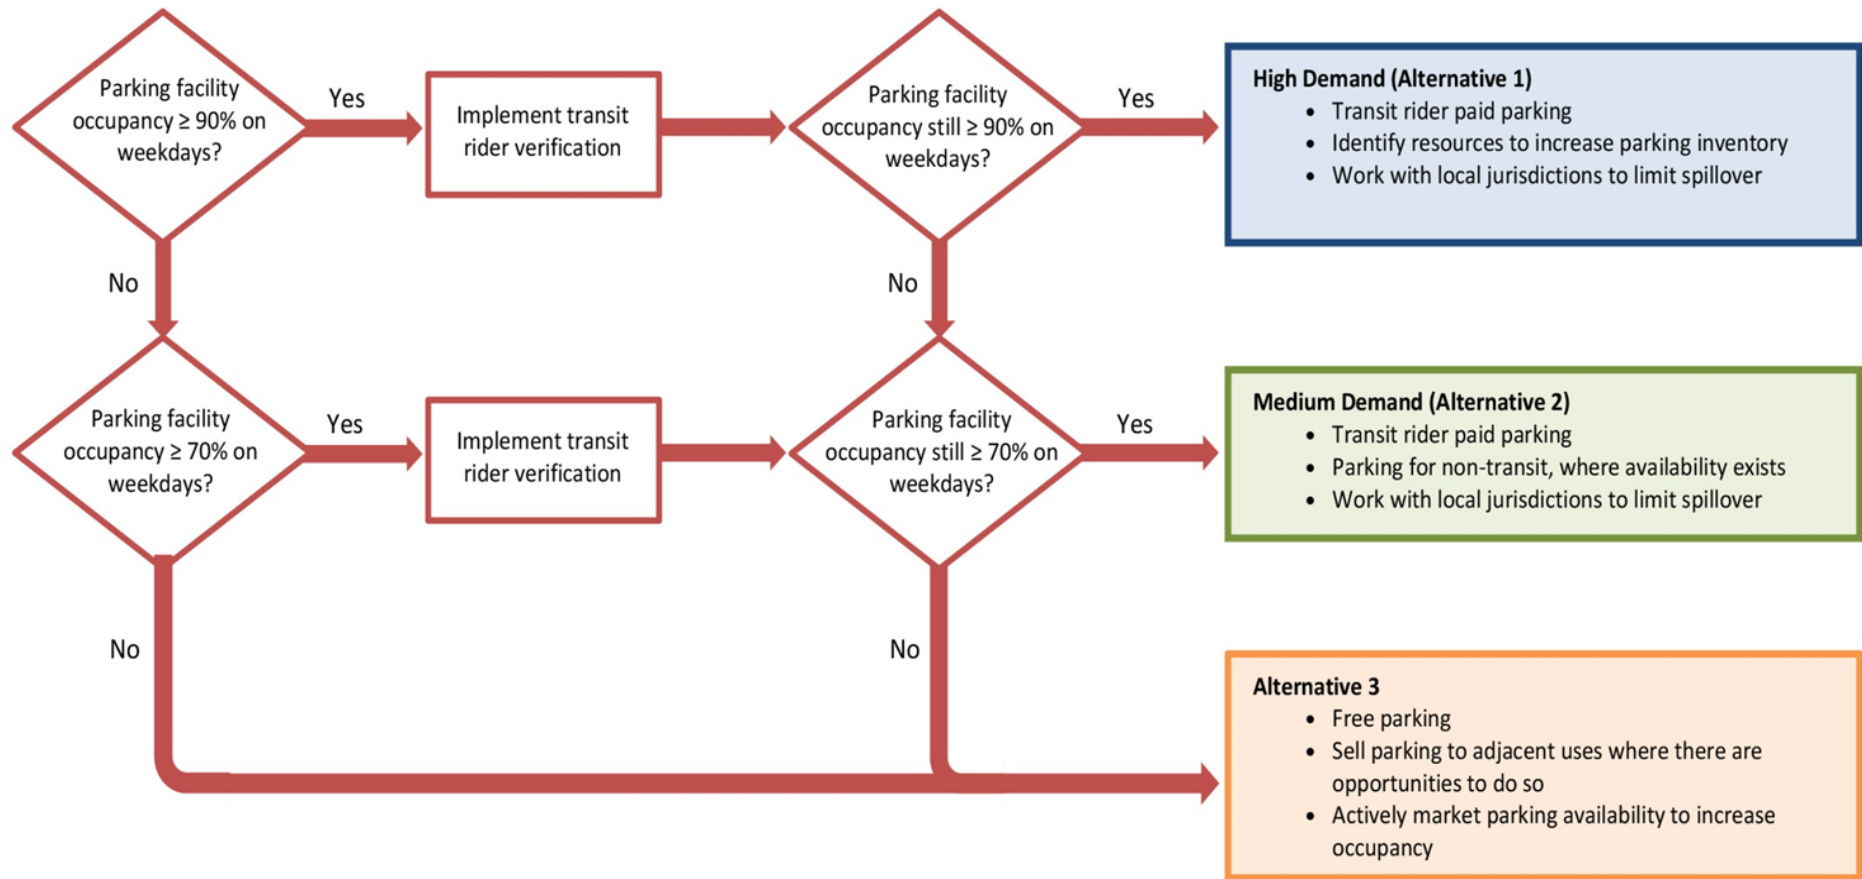 Parking facility
occupancy ≥ 90% on
weekdays?
Yes
Implement transit
rider verification
Parking facility
occupancy still ≥ 90% on
weekdays?
Yes
High Demand (Alternative 1)
• Transit rider paid parking
• Identify resources to increase parking inventory
• Work with local jurisdictions to limit spillover
No
No
Parking facility
occupancy ≥ 70% on
weekdays?
Yes
Implement transit
rider verification
Parking facility
occupancy still ≥ 70% on
weekdays?
Yes
Medium Demand (Alternative 2)
• Transit rider paid parking
• Parking for non-transit, where availability exists
• Work with local jurisdictions to limit spillover
No
No
Alternative 3
• Free parking
• Sell parking to adjacent uses where there are
opportunities to do so
• Actively market parking availability to increase
occupancy